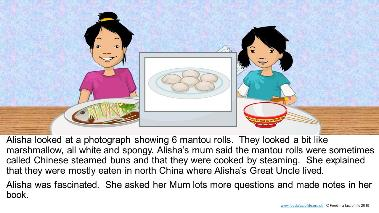 Alisha looked at a photograph showing 6 mantou rolls. They looked a bit like
marshmallow, all white and spongy. Alisha's mum said the mantou rolls were sometimes
called Chinese steamed buns and that they were cooked by steaming. She explained
that they were mostly eaten in north China where Alisha's Great Uncle lived.
Alisha was fascinated. She asked her Mum lots more questions and made notes in her
book.